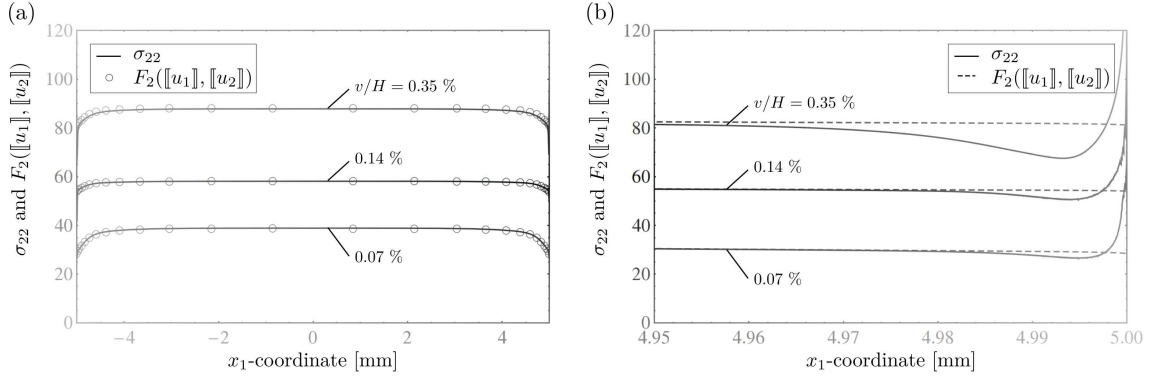 (a)
σ₂₂ and F₂(⟦u₁⟧, ⟦u₂⟧)
120
100
80
60
40
20
0
σ₂₂
F₂(⟦u₁⟧, ⟦u₂⟧)
v/H = 0.35 %
0.14 %
0.07 %
−4
−2
0
2
4
x₁-coordinate [mm]
(b)
σ₂₂ and F₂(⟦u₁⟧, ⟦u₂⟧)
120
100
80
60
40
20
0
σ₂₂
F₂(⟦u₁⟧, ⟦u₂⟧)
v/H = 0.35 %
0.14 %
0.07 %
4.95
4.96
4.97
4.98
4.99
5.00
x₁-coordinate [mm]